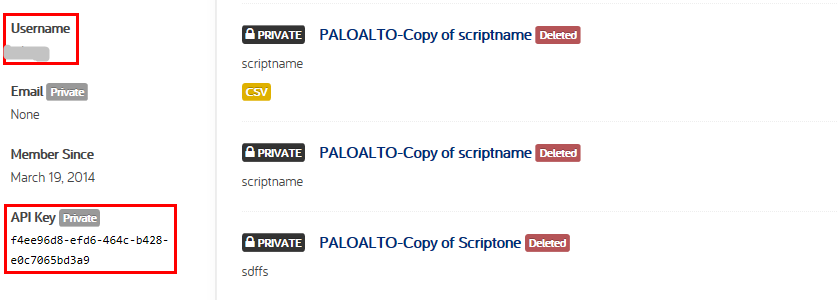 Username
Email Private
None
Member Since
March 19, 2014
API Key Private
f4ee96d8-efd6-464c-b428-
e0c7065bd3a9
PRIVATE PALOALTO-Copy of scriptname Deleted
scriptname
CSV
PRIVATE PALOALTO-Copy of scriptname Deleted
scriptname
PRIVATE PALOALTO-Copy of Scriptone Deleted
sdffs